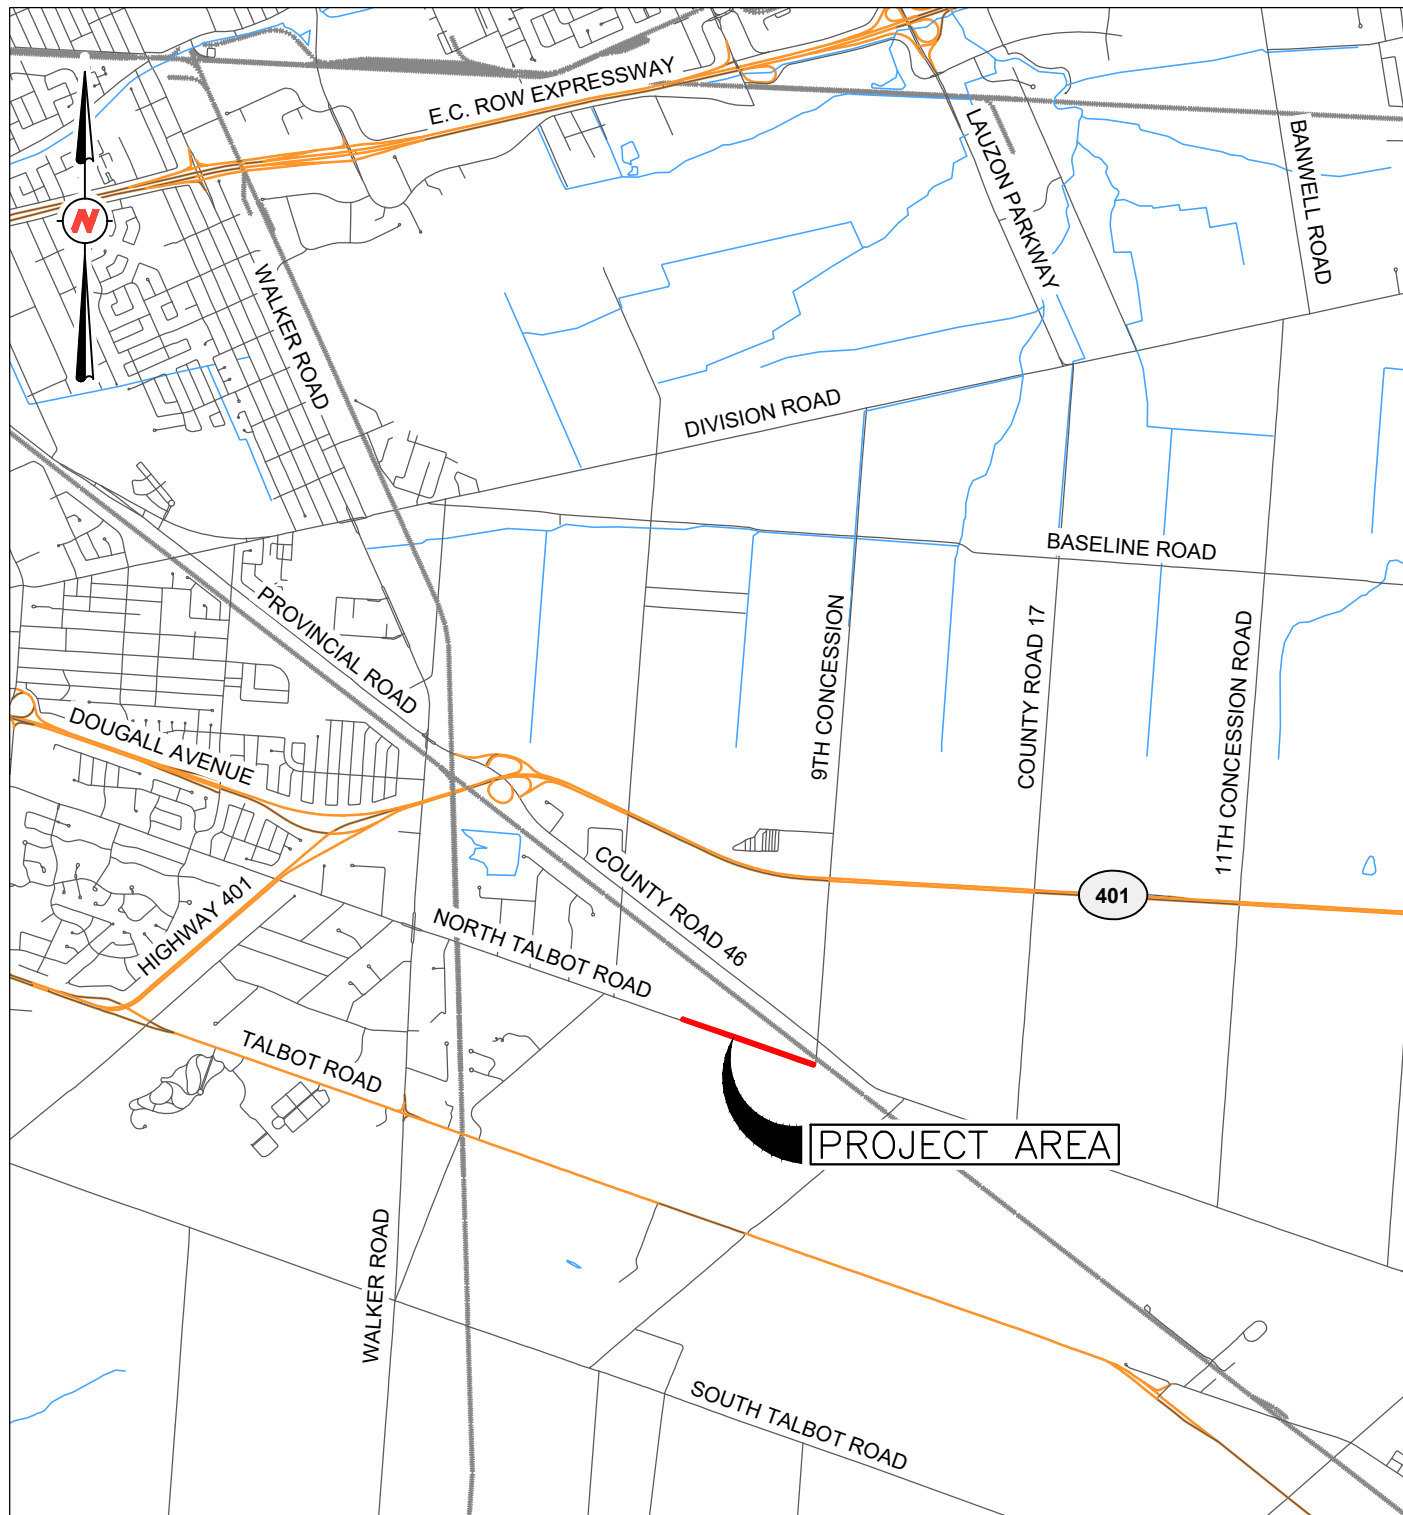 E.C. ROW EXPRESSWAY
LAUZON PARKWAY
BANWELL ROAD
N
WALKER ROAD
DIVISION ROAD
BASELINE ROAD
PROVINCIAL ROAD
9TH CONCESSION
COUNTY ROAD 17
11TH CONCESSION ROAD
DOUGALL AVENUE
COUNTY ROAD 46
401
HIGHWAY 401
NORTH TALBOT ROAD
TALBOT ROAD
PROJECT AREA
WALKER ROAD
SOUTH TALBOT ROAD